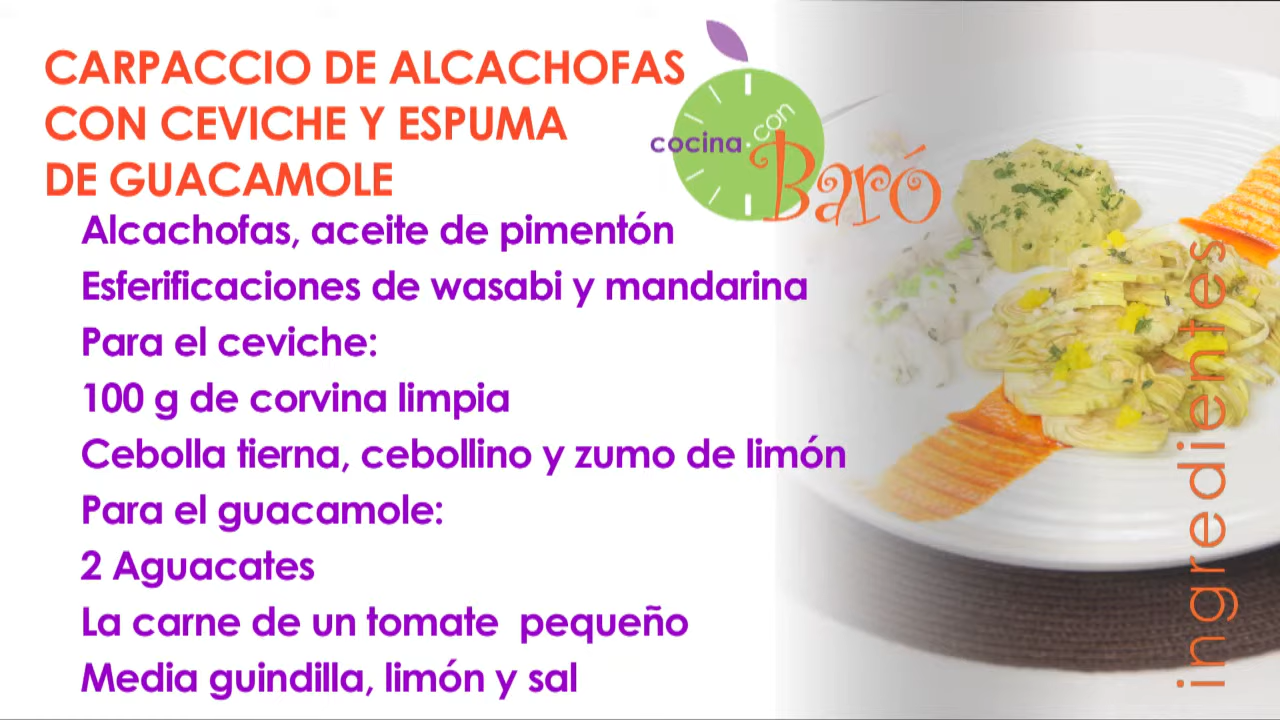 CARPACCIO DE ALCACHOFAS
CON CEVICHE Y ESPUMA
DE GUACAMOLE
cocina con
Baró
Alcachofas, aceite de pimentón
Esferificaciones de wasabi y mandarina
Para el ceviche:
100 g de corvina limpia
Cebolla tierna, cebollino y zumo de limón
Para el guacamole:
2 Aguacates
La carne de un tomate pequeño
Media guindilla, limón y sal
ingredientes